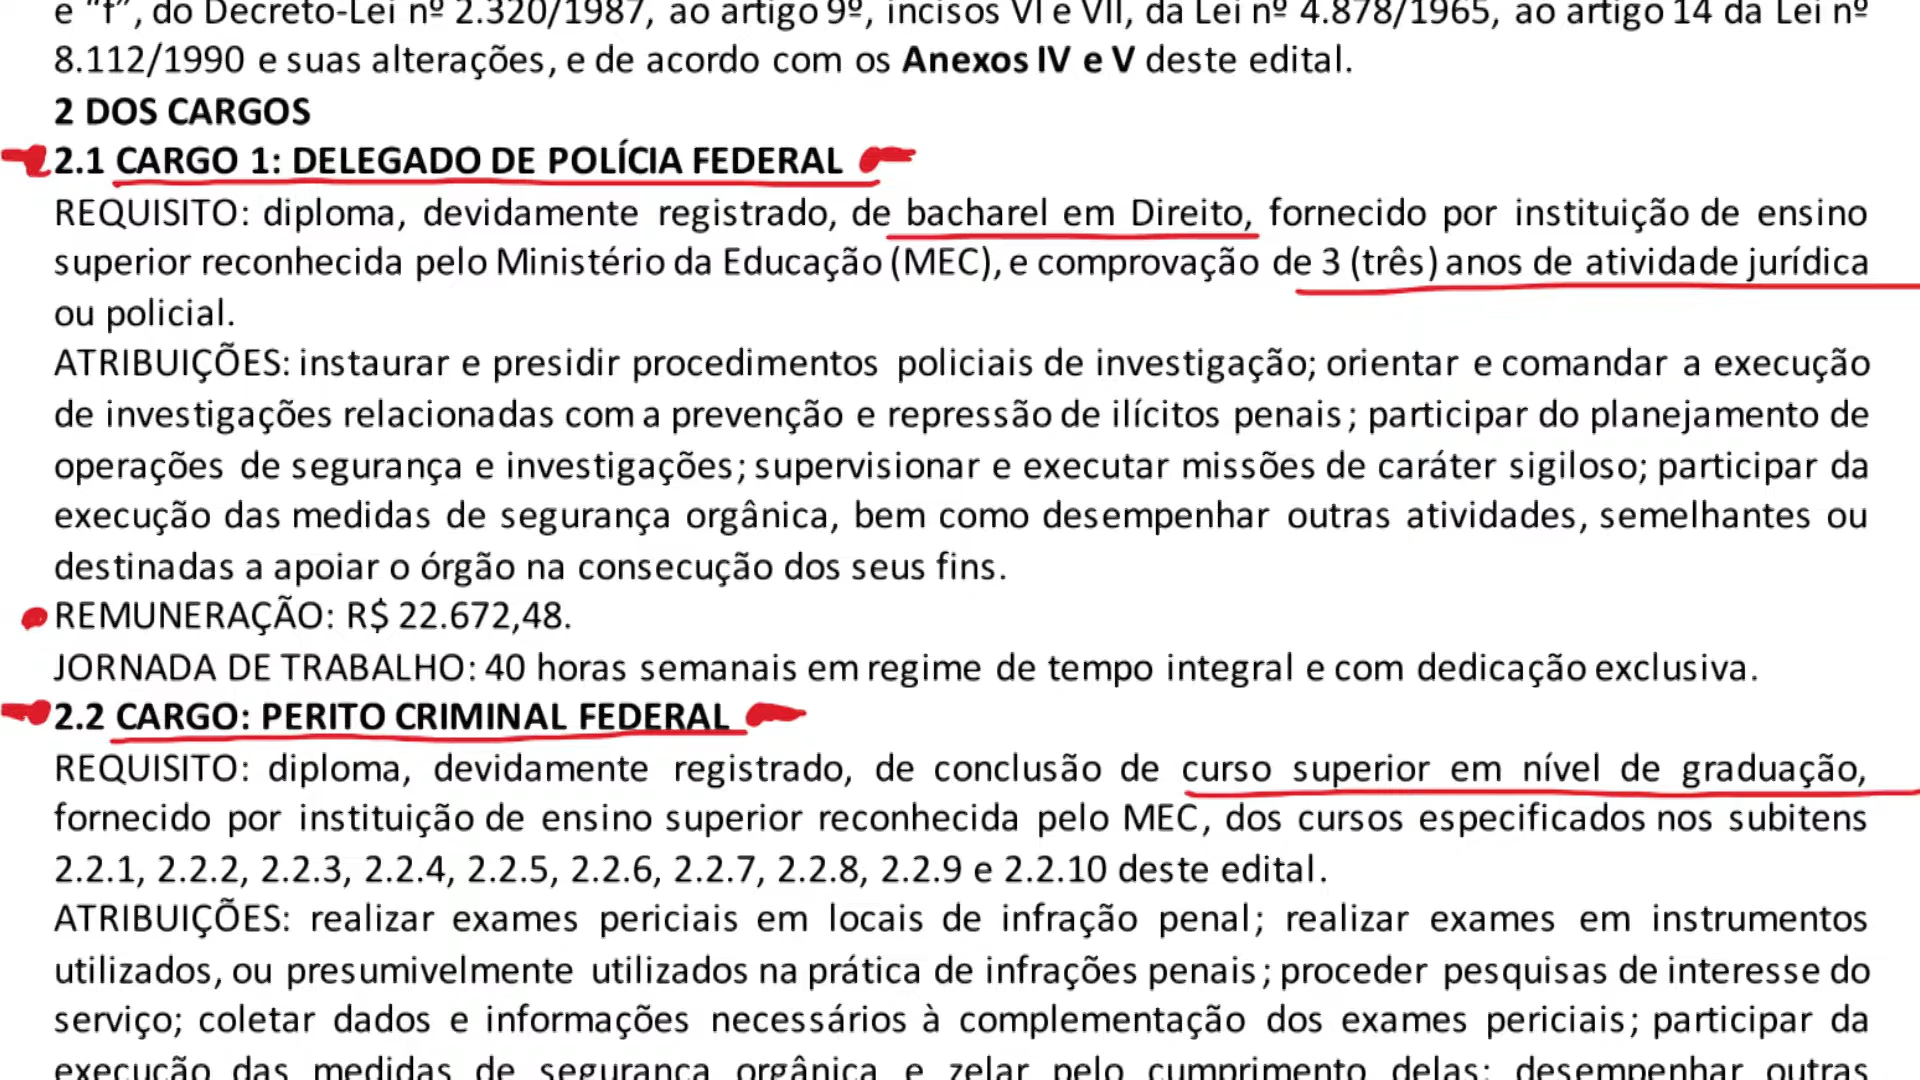 e "f", do Decreto-Lei nº 2.320/1987, ao artigo 9º, incisos VI e VII, da Lei nº 4.878/1965, ao artigo 14 da Lei nº
8.112/1990 e suas alterações, e de acordo com os Anexos IV e V deste edital.
2 DOS CARGOS
2.1 CARGO 1: DELEGADO DE POLÍCIA FEDERAL
REQUISITO: diploma, devidamente registrado, de bacharel em Direito, fornecido por instituição de ensino
superior reconhecida pelo Ministério da Educação (MEC), e comprovação de 3 (três) anos de atividade jurídica
ou policial.
ATRIBUIÇÕES: instaurar e presidir procedimentos policiais de investigação; orientar e comandar a execução
de investigações relacionadas com a prevenção e repressão de ilícitos penais; participar do planejamento de
operações de segurança e investigações; supervisionar e executar missões de caráter sigiloso; participar da
execução das medidas de segurança orgânica, bem como desempenhar outras atividades, semelhantes ou
destinadas a apoiar o órgão na consecução dos seus fins.
REMUNERAÇÃO: R$ 22.672,48.
JORNADA DE TRABALHO: 40 horas semanais em regime de tempo integral e com dedicação exclusiva.
2.2 CARGO: PERITO CRIMINAL FEDERAL
REQUISITO: diploma, devidamente registrado, de conclusão de curso superior em nível de graduação,
fornecido por instituição de ensino superior reconhecida pelo MEC, dos cursos especificados nos subitens
2.2.1, 2.2.2, 2.2.3, 2.2.4, 2.2.5, 2.2.6, 2.2.7, 2.2.8, 2.2.9 e 2.2.10 deste edital.
ATRIBUIÇÕES: realizar exames periciais em locais de infração penal; realizar exames em instrumentos
utilizados, ou presumivelmente utilizados na prática de infrações penais; proceder pesquisas de interesse do
serviço; coletar dados e informações necessários à complementação dos exames periciais; participar da
execução das medidas de segurança orgânica e zelar pelo cumprimento delas; desempenhar outras